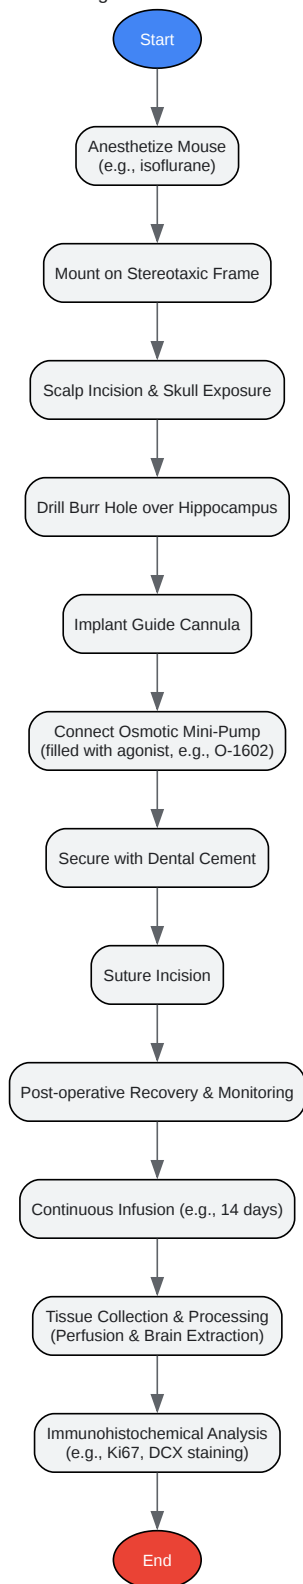 Start
Anesthetize Mouse
(e.g., isoflurane)
Mount on Stereotaxic Frame
Scalp Incision & Skull Exposure
Drill Burr Hole over Hippocampus
Implant Guide Cannula
Connect Osmotic Mini-Pump
(filled with agonist, e.g., O-1602)
Secure with Dental Cement
Suture Incision
Post-operative Recovery & Monitoring
Continuous Infusion (e.g., 14 days)
Tissue Collection & Processing
(Perfusion & Brain Extraction)
Immunohistochemical Analysis
(e.g., Ki67, DCX staining)
End